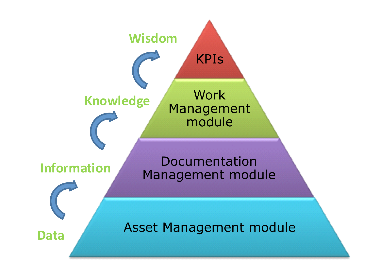 Wisdom
KPIs
Knowledge
Work
Management
module
Information
Documentation
Management module
Data
Asset Management module